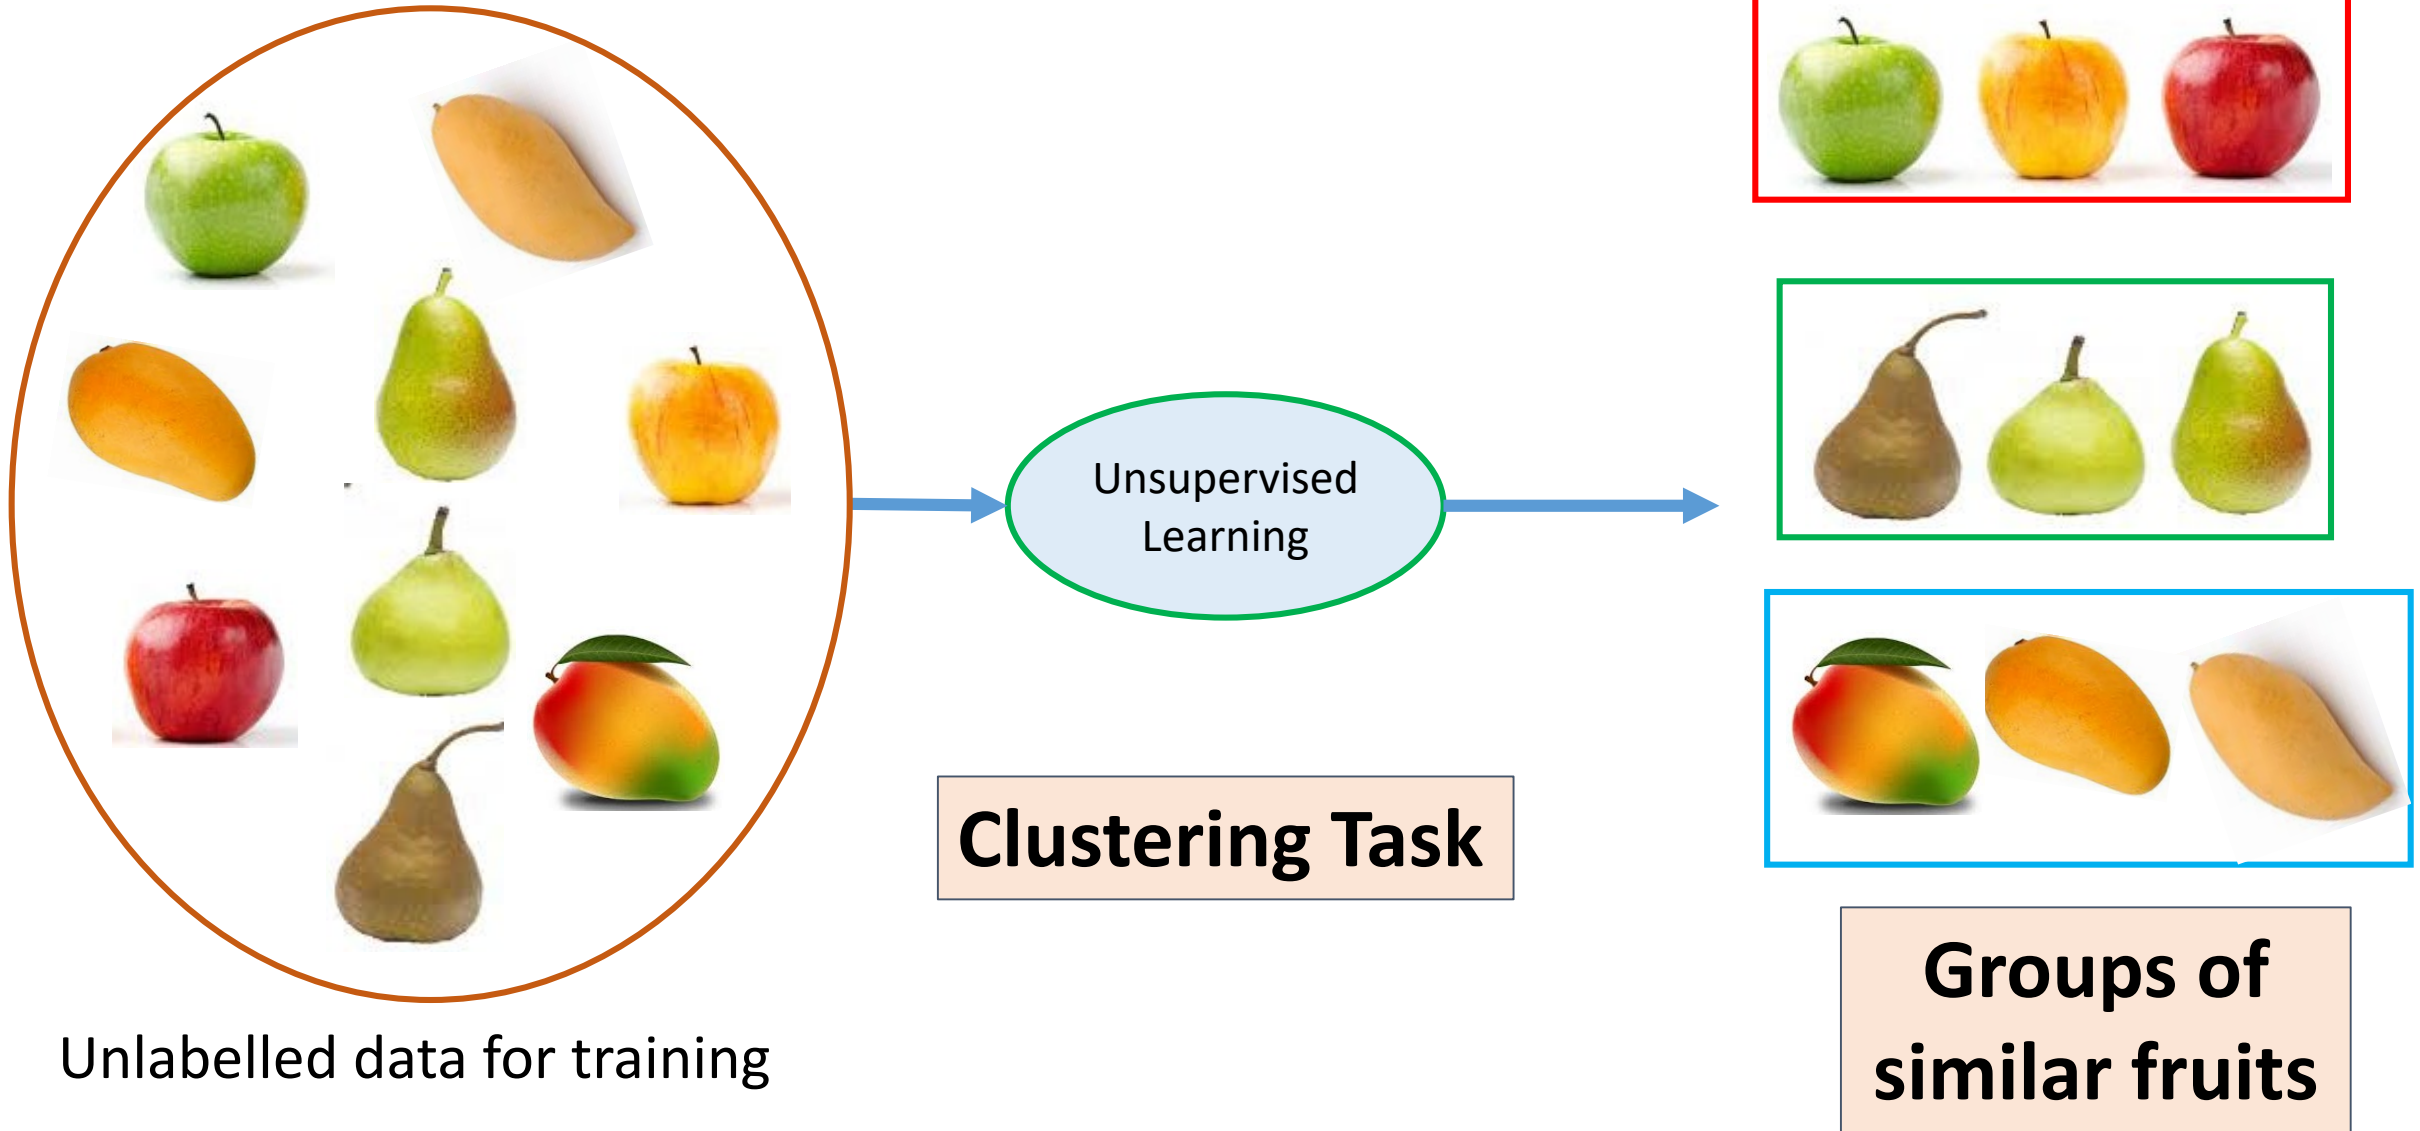 Unsupervised
Learning
Clustering Task
Groups of
similar fruits
Unlabelled data for training